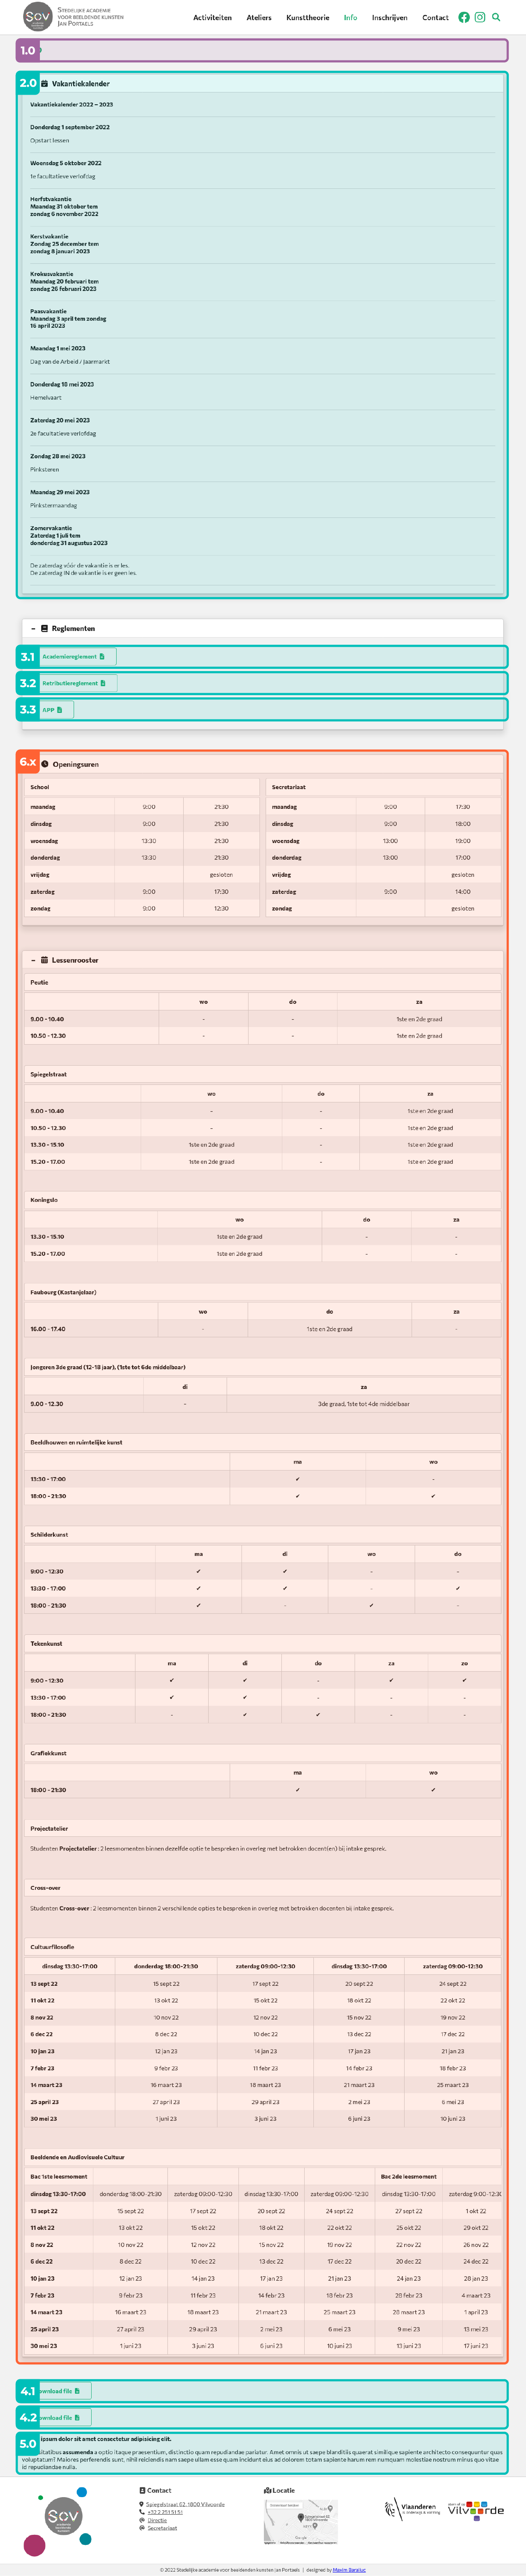 STEDELIJKE ACADEMIE
VOOR BEELDENDE KUNSTEN
JAN PORTAELS
Sov
Activiteiten Ateliers Kunsttheorie Info Inschrijven Contact
1.0
2.0 Vakantiekalender
Vakantiekalender 2022 – 2023
Donderdag 1 september 2022
Opstart lessen
Woensdag 5 oktober 2022
1e facultatieve verlofdag
Herfstvakantie
Maandag 31 oktober tem
zondag 6 november 2022
Kerstvakantie
Zondag 25 december tem
zondag 8 januari 2023
Krokusvakantie
Maandag 20 februari tem
zondag 26 februari 2023
Paasvakantie
Maandag 3 april tem zondag
16 april 2023
Maandag 1 mei 2023
Dag van de Arbeid / Jaarmarkt
Donderdag 18 mei 2023
Hemelvaart
Zaterdag 20 mei 2023
2e facultatieve verlofdag
Zondag 28 mei 2023
Pinksteren
Maandag 29 mei 2023
Pinkstermaandag
Zomervakantie
Zaterdag 1 juli tem
donderdag 31 augustus 2023
De zaterdag vóór de vakantie is er les.
De zaterdag IN de vakantie is er geen les.
– Reglementen
3.1 Academiereglement
3.2 Retributiereglement
3.3 APP
6.x Openingsuren
School Secretariaat
maandag 9:00 21:30 maandag 9:00 17:30
dinsdag 9:00 21:30 dinsdag 9:00 18:00
woensdag 13:30 21:30 woensdag 13:00 19:00
donderdag 13:30 21:30 donderdag 13:00 17:00
vrijdag gesloten vrijdag gesloten
zaterdag 9:00 17:30 zaterdag 9:00 14:00
zondag 9:00 12:30 zondag gesloten
– Lessenrooster
Peutie
wo do za
9.00 - 10.40 - - 1ste en 2de graad
10.50 - 12.30 - - 1ste en 2de graad
Spiegelstraat
wo do za
9.00 - 10.40 - - 1ste en 2de graad
10.50 - 12.30 - - 1ste en 2de graad
13.30 - 15.10 1ste en 2de graad - 1ste en 2de graad
15.20 - 17.00 1ste en 2de graad - 1ste en 2de graad
Koningslo
wo do za
13.30 - 15.10 1ste en 2de graad - -
15.20 - 17.00 1ste en 2de graad - -
Faubourg (Kastanjelaar)
wo do za
16.00 - 17.40 - 1ste en 2de graad -
Jongeren 3de graad (12-18 jaar), (1ste tot 6de middelbaar)
di za
9.00 - 12.30 - 3de graad, 1ste tot 4de middelbaar
Beeldhouwen en ruimtelijke kunst
ma wo
13:30 - 17:00 ✔ -
18:00 - 21:30 ✔ ✔
Schilderkunst
ma di wo do
9:00 - 12:30 ✔ ✔ - -
13:30 - 17:00 ✔ ✔ - ✔
18:00 - 21:30 ✔ - ✔ -
Tekenkunst
ma di do za zo
9:00 - 12:30 ✔ ✔ - ✔ ✔
13:30 - 17:00 ✔ ✔ - - -
18:00 - 21:30 - ✔ ✔ - -
Grafiekkunst
ma wo
18:00 - 21:30 ✔ ✔
Projectatelier
Studenten Projectatelier : 2 leesmomenten binnen dezelfde optie te bespreken in overleg met betrokken docent(en) bij intake gesprek.
Cross-over
Studenten Cross-over : 2 leesmomenten binnen 2 verschillende opties te bespreken in overleg met betrokken docenten bij intake gesprek.
Cultuurfilosofie
dinsdag 13:30-17:00 donderdag 18:00-21:30 zaterdag 09:00-12:30 dinsdag 13:30-17:00 zaterdag 09:00-12:30
13 sept 22 15 sept 22 17 sept 22 20 sept 22 24 sept 22
11 okt 22 13 okt 22 15 okt 22 18 okt 22 22 okt 22
8 nov 22 10 nov 22 12 nov 22 15 nov 22 19 nov 22
6 dec 22 8 dec 22 10 dec 22 13 dec 22 17 dec 22
10 jan 23 12 jan 23 14 jan 23 17 jan 23 21 jan 23
7 febr 23 9 febr 23 11 febr 23 14 febr 23 18 febr 23
14 maart 23 16 maart 23 18 maart 23 21 maart 23 25 maart 23
25 april 23 27 april 23 29 april 23 2 mei 23 6 mei 23
30 mei 23 1 juni 23 3 juni 23 6 juni 23 10 juni 23
Beeldende en Audiovisuele Cultuur
Bac 1ste leesmoment Bac 2de leesmoment
dinsdag 13:30-17:00 donderdag 18:00-21:30 zaterdag 09:00-12:30 dinsdag 13:30-17:00 zaterdag 09:00-12:30 dinsdag 13:30-17:00 zaterdag 9:00-12:30
13 sept 22 15 sept 22 17 sept 22 20 sept 22 24 sept 22 27 sept 22 1 okt 22
11 okt 22 13 okt 22 15 okt 22 18 okt 22 22 okt 22 25 okt 22 29 okt 22
8 nov 22 10 nov 22 12 nov 22 15 nov 22 19 nov 22 22 nov 22 26 nov 22
6 dec 22 8 dec 22 10 dec 22 13 dec 22 17 dec 22 20 dec 22 24 dec 22
10 jan 23 12 jan 23 14 jan 23 17 jan 23 21 jan 23 24 jan 23 28 jan 23
7 febr 23 9 febr 23 11 febr 23 14 febr 23 18 febr 23 28 febr 23 4 maart 23
14 maart 23 16 maart 23 18 maart 23 21 maart 23 25 maart 23 28 maart 23 1 april 23
25 april 23 27 april 23 29 april 23 2 mei 23 6 mei 23 9 mei 23 13 mei 23
30 mei 23 1 juni 23 3 juni 23 6 juni 23 10 juni 23 13 juni 23 17 juni 23
4.1 ownload file
4.2 ownload file
5.0 ipsum dolor sit amet consectetur adipisicing elit.
ulitatibus assumenda a optio itaque praesentium, distinctio quam repudiandae pariatur. Amet omnis ut saepe blanditiis quaerat similique sapiente architecto consequuntur quos
voluptatum? Maiores perferendis sunt, nihil reiciendis nam saepe ullam esse quam incidunt eius ad dolorem totam sapiente harum rem numquam molestiae nostrum minus quo vitae
id repudiandae nulla.
Sov
Contact
Spiegelstraat 62, 1800 Vilvoorde
+32 2 251 51 51
Directie
Secretariaat
Locatie
Vlaanderen
is onderwijs & vorming
Vilvoorde
© 2022 Stedelijke academie voor beeldende kunsten Jan Portaels | designed by Maxim Baraluc